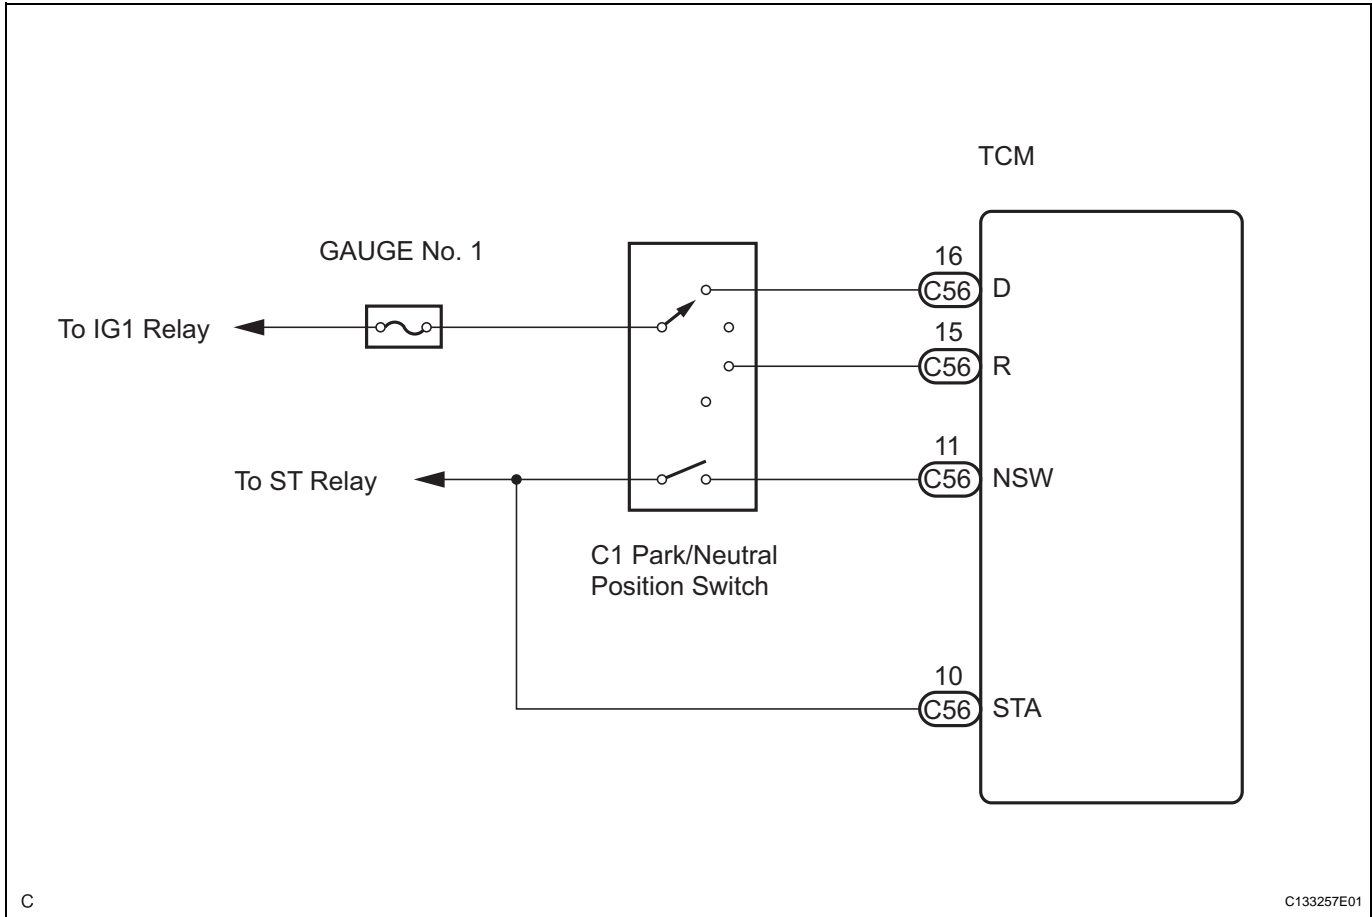 TCM
GAUGE No. 1
To IG1 Relay
16
C56 D
15
C56 R
To ST Relay
11
C56 NSW
C1 Park/Neutral
Position Switch
10
C56 STA
C
C133257E01